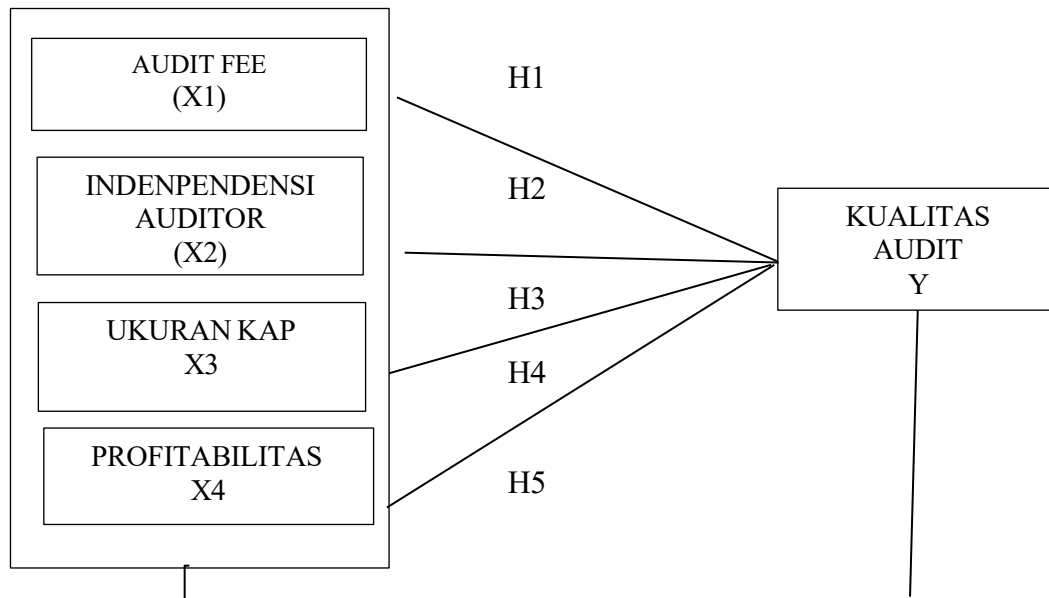 AUDIT FEE
(X1)
INDENPENDENSI
AUDITOR
(X2)
UKURAN KAP
X3
PROFITABILITAS
X4
H1
H2
H3
H4
H5
KUALITAS
AUDIT
Y